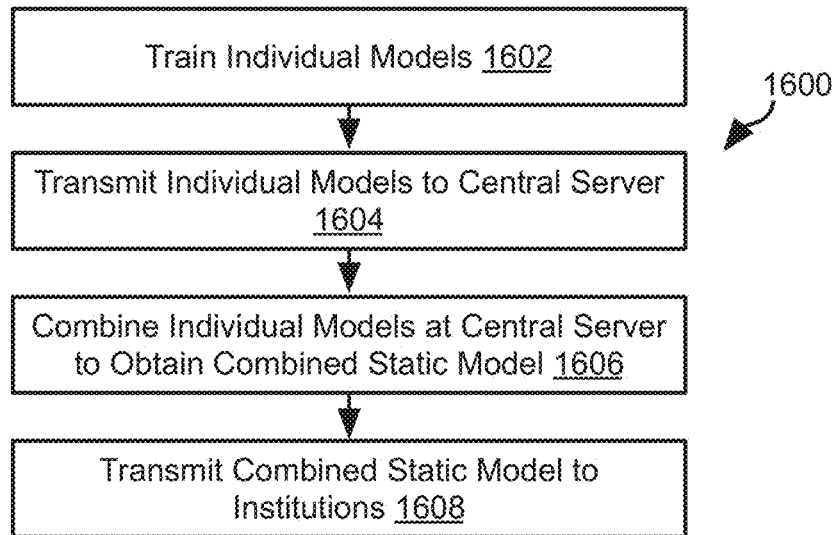 Train Individual Models 1602
1600
Transmit Individual Models to Central Server
1604
Combine Individual Models at Central Server
to Obtain Combined Static Model 1606
Transmit Combined Static Model to
Institutions 1608